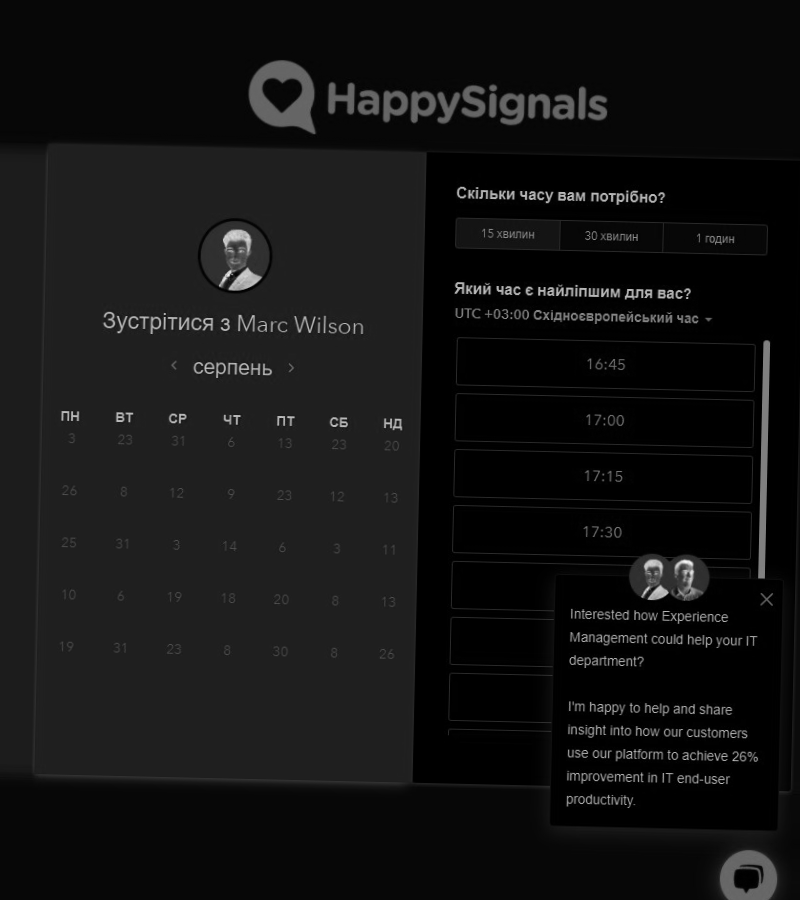 HappySignals
Зустрітися з Marc Wilson
серпень
ПН ВТ СР ЧТ ПТ СБ НД
3 23 31 6 13 23 20
26 8 12 9 23 12 13
25 31 3 14 6 3 11
10 6 19 18 20 8 13
19 31 23 8 30 8 26
Скільки часу вам потрібно?
15 хвилин 30 хвилин 1 годин
Який час є найліпшим для вас?
UTC +03:00 Східноєвропейський час
16:45
17:00
17:15
17:30
Interested how Experience
Management could help your IT
department?
I'm happy to help and share
insight into how our customers
use our platform to achieve 26%
improvement in IT end-user
productivity.